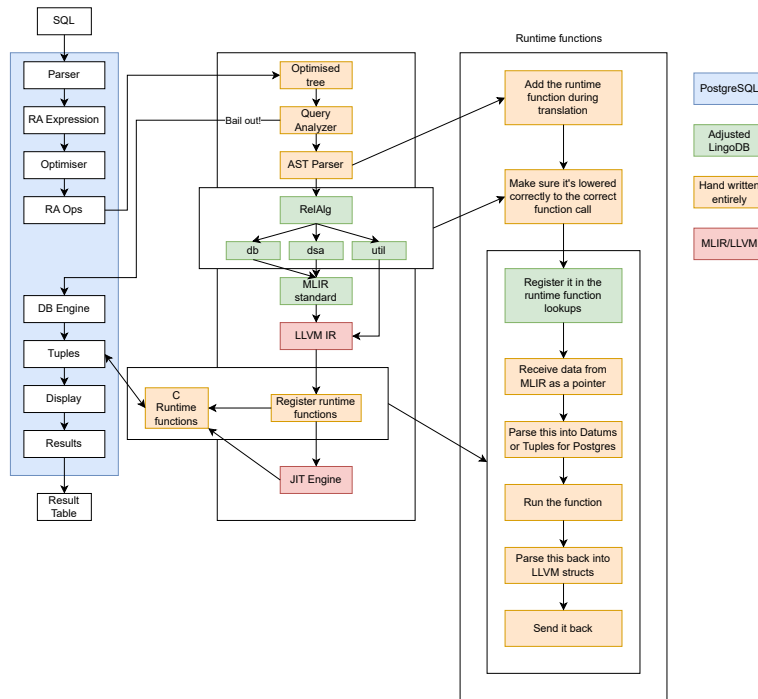 SQL
Parser
RA Expression
Optimiser
RA Ops
DB Engine
Tuples
Display
Results
Result
Table
Bail out!
Optimised
tree
Query
Analyzer
AST Parser
RelAlg
db
dsa
util
MLIR
standard
LLVM IR
C
Runtime
functions
Register runtime
functions
JIT Engine
Runtime functions
Add the runtime
function during
translation
Make sure it's lowered
correctly to the correct
function call
Register it in the
runtime function
lookups
Receive data from
MLIR as a pointer
Parse this into Datums
or Tuples for Postgres
Run the function
Parse this back into
LLVM structs
Send it back
PostgreSQL
Adjusted
LingoDB
Hand written
entirely
MLIR/LLVM